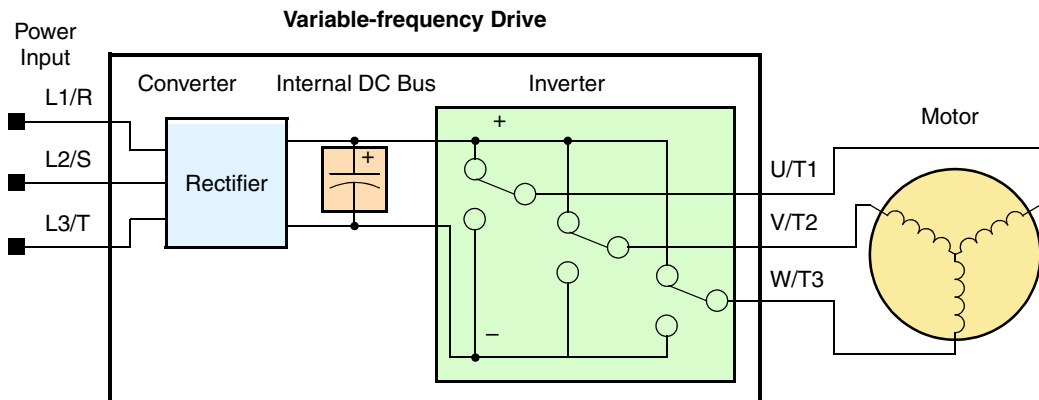 Variable-frequency Drive
Power
Input
Converter
Internal DC Bus
Inverter
Motor
L1/R
L2/S
L3/T
Rectifier
+
+
–
U/T1
V/T2
W/T3